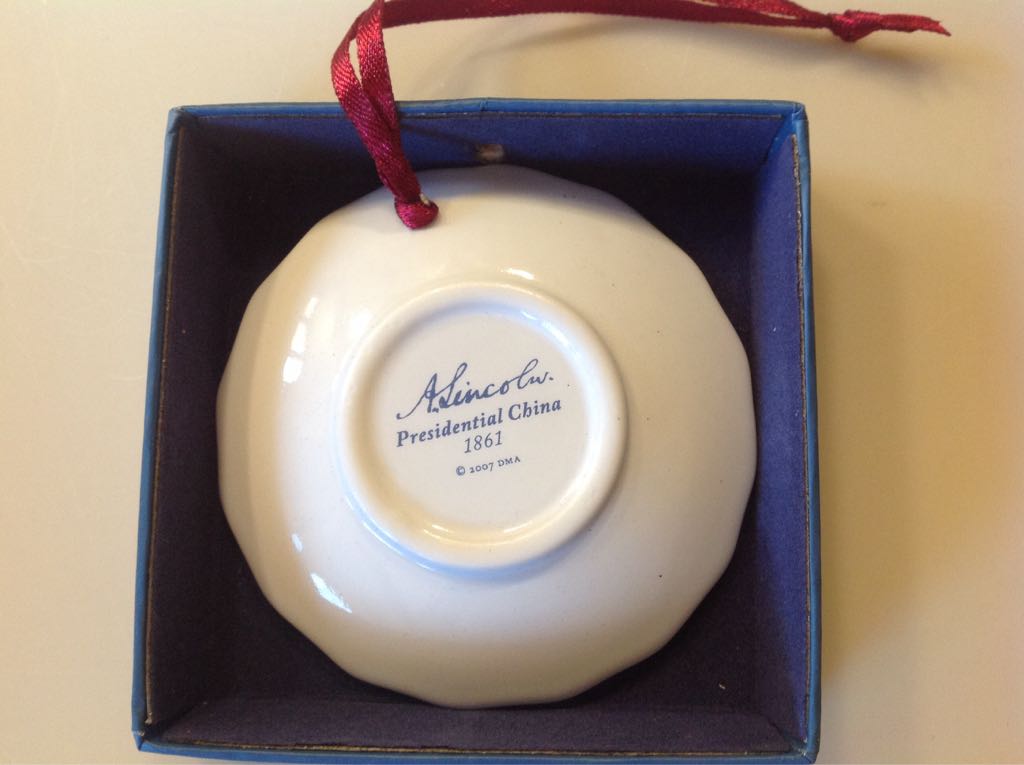 A. Lincoln.
Presidential China
1861
© 2007 DMA